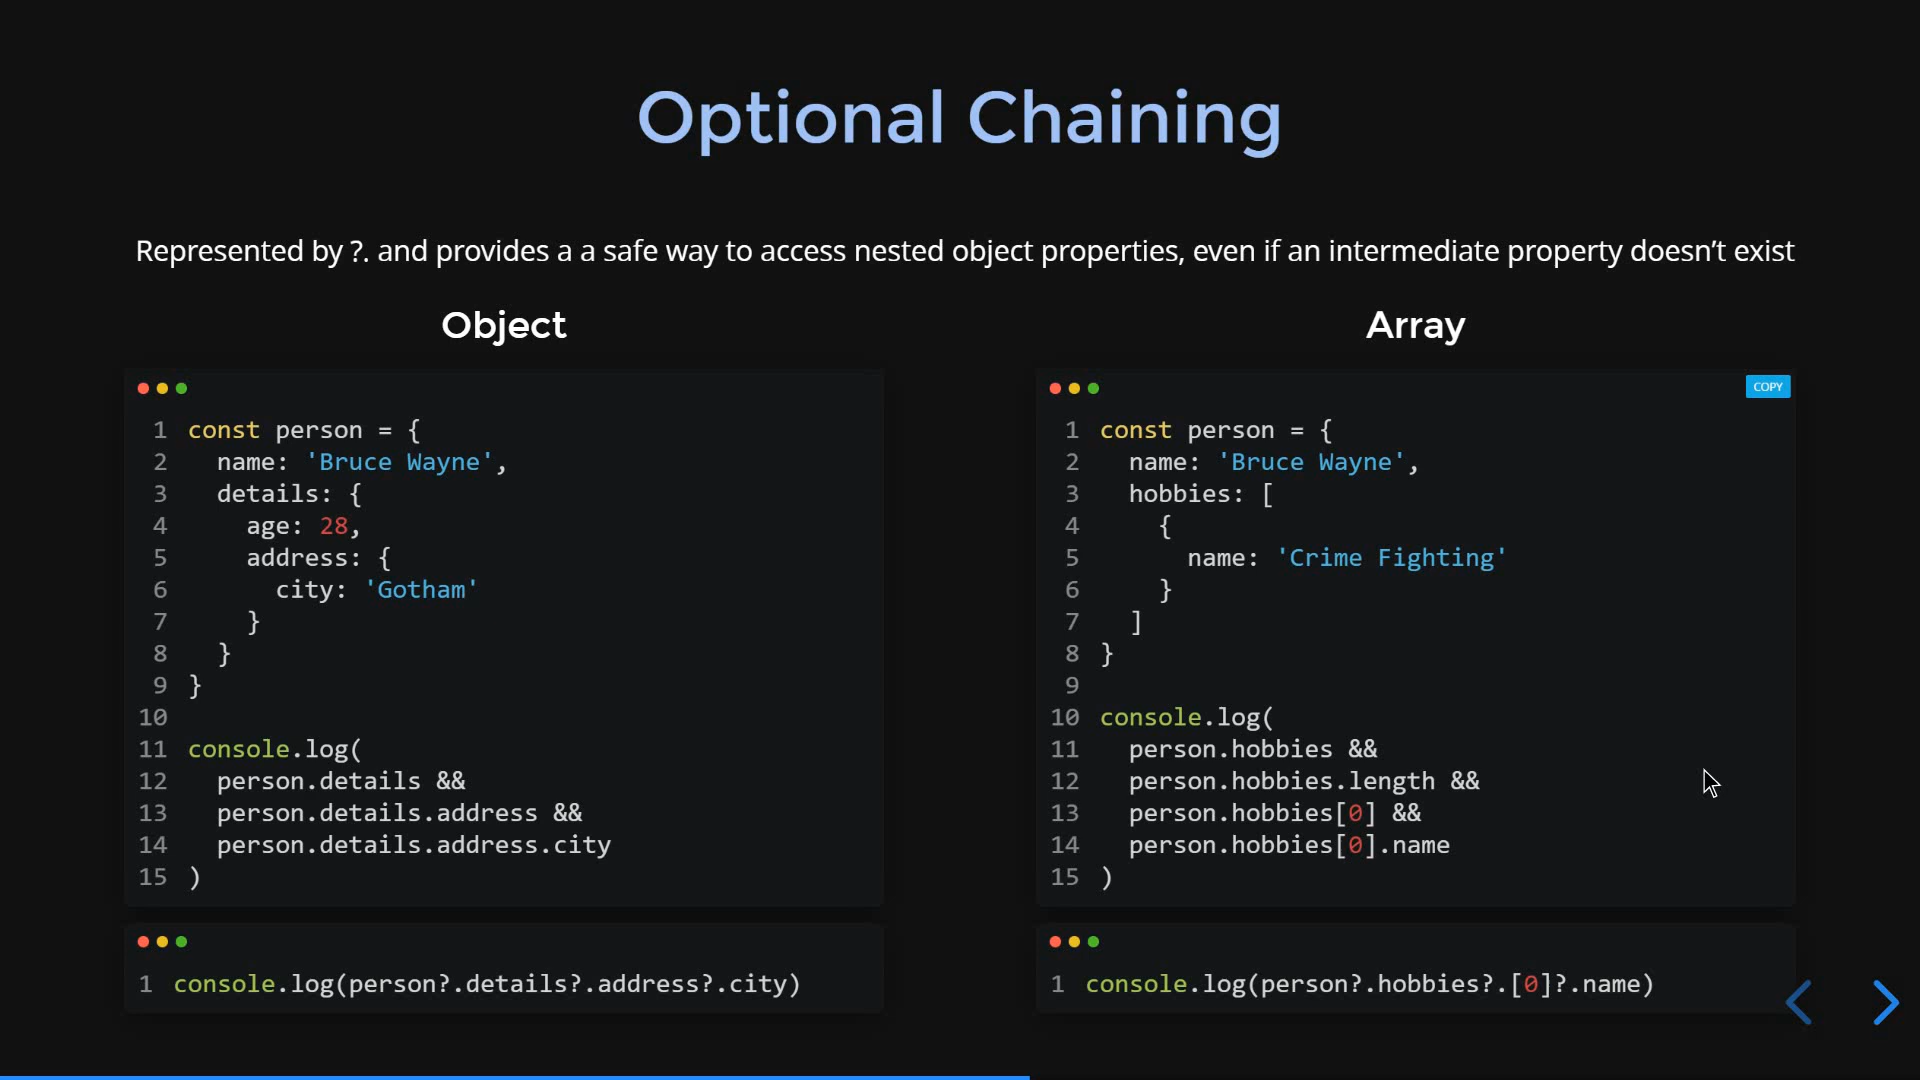 Optional Chaining
Represented by ?. and provides a a safe way to access nested object properties, even if an intermediate property doesn’t exist
Object
1 const person = {
2   name: 'Bruce Wayne',
3   details: {
4     age: 28,
5     address: {
6       city: 'Gotham'
7     }
8   }
9 }
10
11 console.log(
12   person.details &&
13   person.details.address &&
14   person.details.address.city
15 )
1 console.log(person?.details?.address?.city)
Array
COPY
1 const person = {
2   name: 'Bruce Wayne',
3   hobbies: [
4     {
5       name: 'Crime Fighting'
6     }
7   ]
8 }
9
10 console.log(
11   person.hobbies &&
12   person.hobbies.length &&
13   person.hobbies[0] &&
14   person.hobbies[0].name
15 )
1 console.log(person?.hobbies?.[0]?.name)